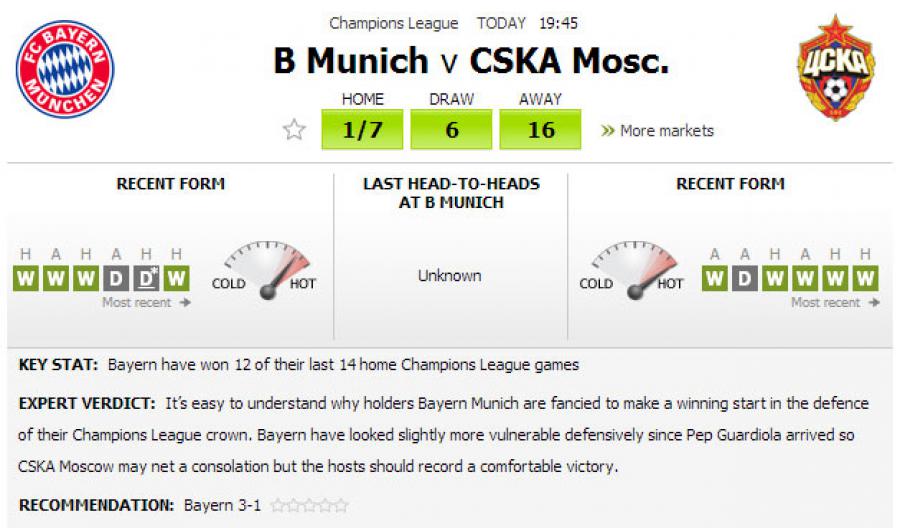 FC BAYERN
MÜNCHEN
Champions League TODAY 19:45
ЦСКА
B Munich v CSKA Mosc.
HOME DRAW AWAY
1/7 6 16 » More markets
RECENT FORM
LAST HEAD-TO-HEADS
AT B MUNICH
RECENT FORM
H A H A H H
W W W D D* W
COLD HOT
Most recent →
Unknown
COLD HOT
A A H A H H
W D W W W W
Most recent →
KEY STAT: Bayern have won 12 of their last 14 home Champions League games
EXPERT VERDICT: It's easy to understand why holders Bayern Munich are fancied to make a winning start in the defence
of their Champions League crown. Bayern have looked slightly more vulnerable defensively since Pep Guardiola arrived so
CSKA Moscow may net a consolation but the hosts should record a comfortable victory.
RECOMMENDATION: Bayern 3-1